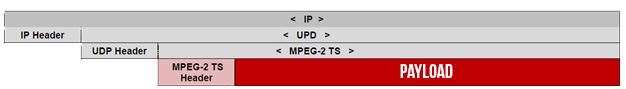 < IP >
IP Header < UPD >
UDP Header < MPEG-2 TS >
MPEG-2 TS
Header
PAYLOAD